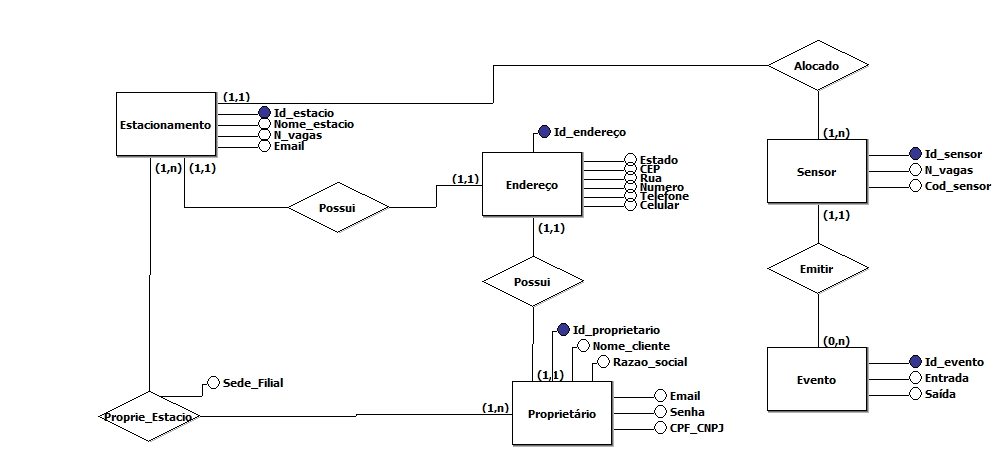 Alocado
(1,1)
Estacionamento
Id_estacio
Nome_estacio
N_vagas
Email
(1,n)
(1,1)
Id_endereço
(1,n)
Sensor
Id_sensor
N_vagas
Cod_sensor
(1,1)
(1,1)
Endereço
Estado
CEP
Rua
Numero
Telefone
Celular
(1,1)
Possui
Possui
Emitir
Id_proprietario
Nome_cliente
Razao_social
(0,n)
Evento
Id_evento
Entrada
Saída
(1,1)
Sede_Filial
Proprie_Estacio
(1,n)
Proprietário
Email
Senha
CPF_CNPJ